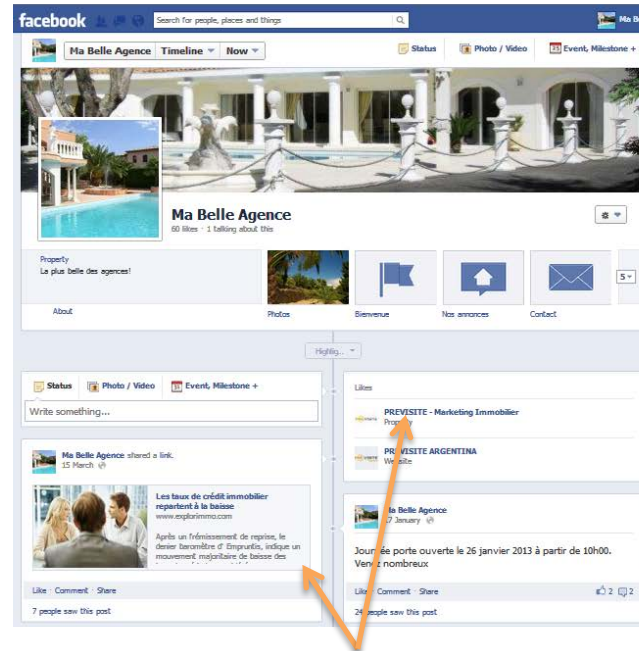 facebook
Search for people, places and things
Ma B
Ma Belle Agence Timeline Now
Status Photo / Video Event, Milestone +
Ma Belle Agence
60 likes · 1 talking about this
Property
La plus belle des agences!
About
Photos
Bienvenue
Nos annonces
Contact
5
Highlig...
Status Photo / Video Event, Milestone +
Write something...
Ma Belle Agence shared a link.
15 March
Les taux de crédit immobilier
repartent à la baisse
www.explorimmo.com
Après un frémissement de reprise, le
denier baromètre d' Empruntis, indique un
mouvement majoritaire de baisse des
Like · Comment · Share
7 people saw this post
Likes
PREVISITE - Marketing Immobilier
PREVISITE ARGENTINA
Website
Ma Belle Agence
17 January
Journée porte ouverte le 26 janvier 2013 à partir de 10h00.
Venez nombreux
Like · Comment · Share
2 2
24 people saw this post